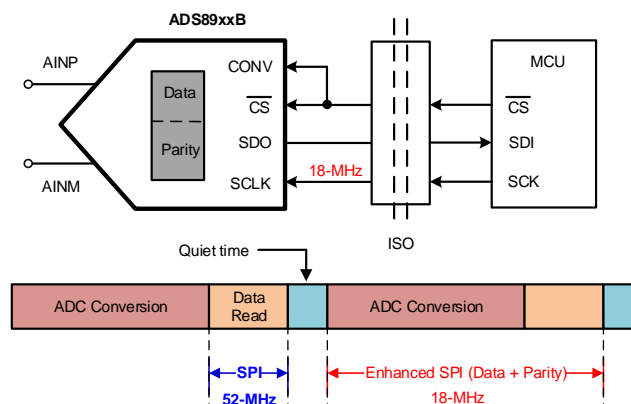 ADS89xxB
AINP
AINM
Data
Parity
CONV
CS
SDO
SCLK
18-MHz
ISO
MCU
CS
SDI
SCK
Quiet time
ADC Conversion
Data
Read
ADC Conversion
SPI
52-MHz
Enhanced SPI (Data + Parity)
18-MHz